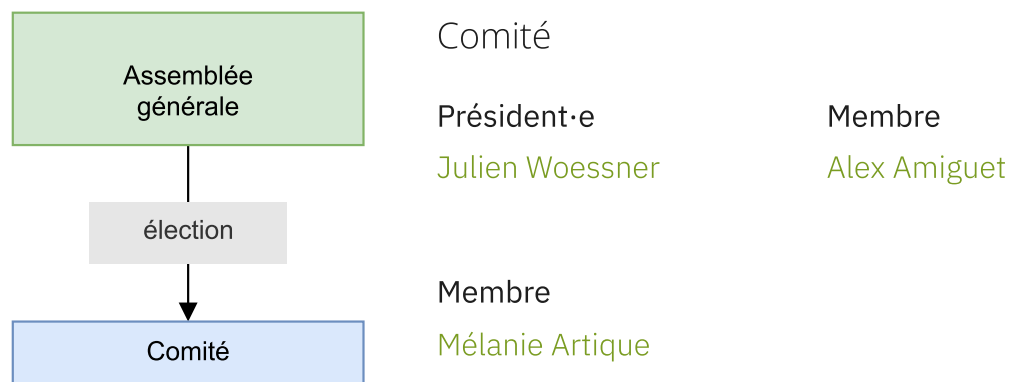 Assemblée
générale
élection
Comité
Comité
Président·e
Julien Woessner
Membre
Alex Amiguet
Membre
Mélanie Artique